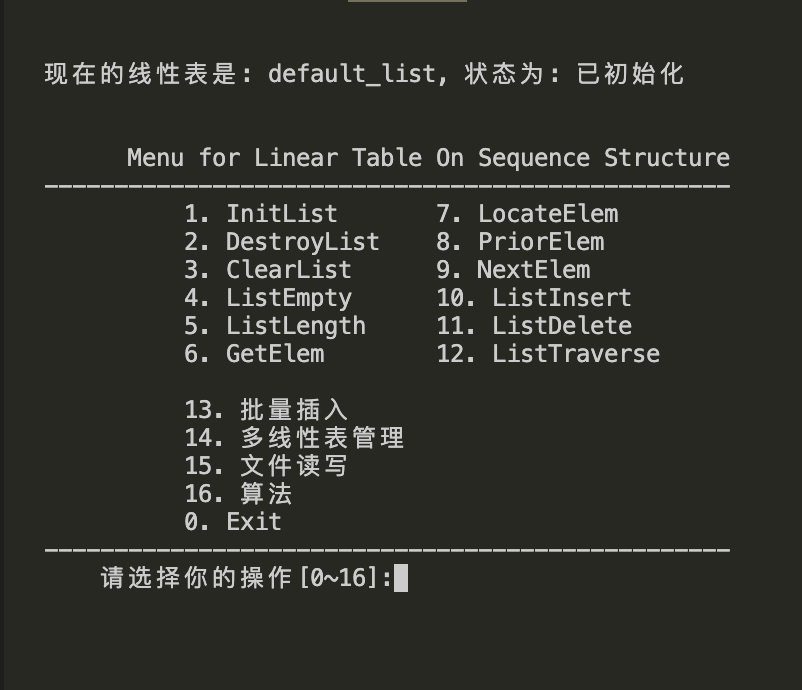 现在的线性表是: default_list, 状态为: 已初始化
Menu for Linear Table On Sequence Structure
-------------------------------------------------
1. InitList 7. LocateElem
2. DestroyList 8. PriorElem
3. ClearList 9. NextElem
4. ListEmpty 10. ListInsert
5. ListLength 11. ListDelete
6. GetElem 12. ListTraverse
13. 批量插入
14. 多线性表管理
15. 文件读写
16. 算法
0. Exit
-------------------------------------------------
请选择你的操作[0~16]: